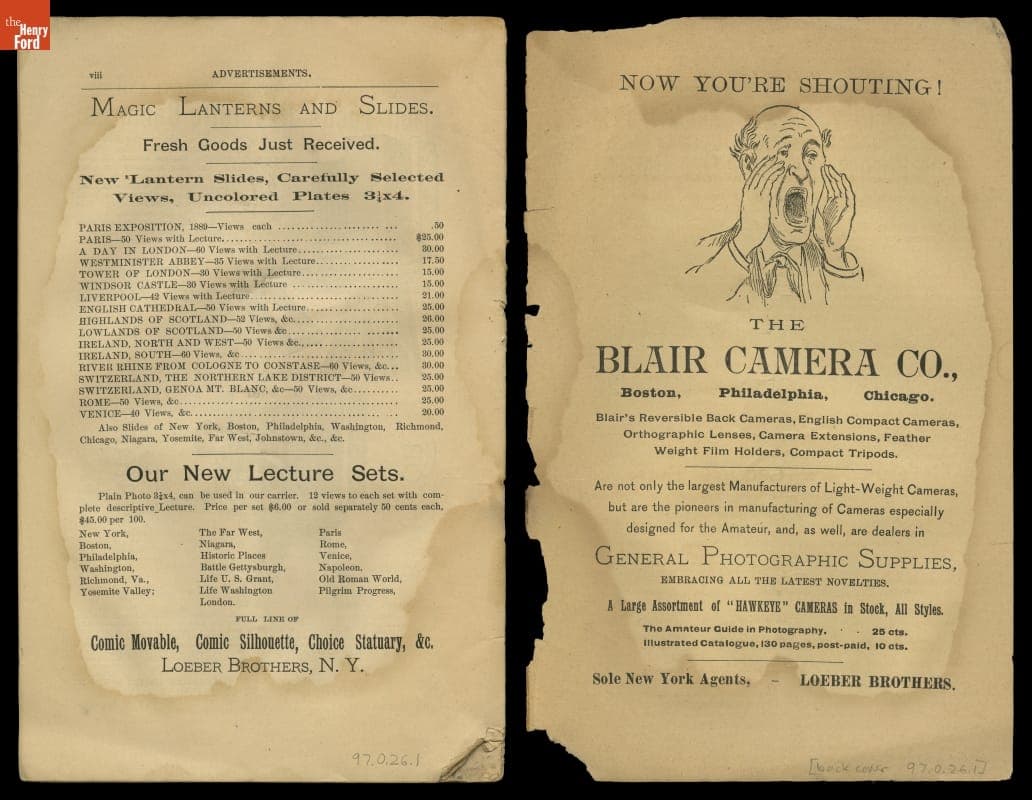 the
Henry
Ford
viii ADVERTISEMENTS.
MAGIC LANTERNS AND SLIDES.
Fresh Goods Just Received.
New 'Lantern Slides, Carefully Selected
Views, Uncolored Plates 3¼x4.
PARIS EXPOSITION, 1889—Views each .50
PARIS—50 Views with Lecture. $25.00
A DAY IN LONDON—60 Views with Lecture. 30.00
WESTMINISTER ABBEY—35 Views with Lecture. 17.50
TOWER OF LONDON—30 Views with Lecture. 15.00
WINDSOR CASTLE—30 Views with Lecture 15.00
LIVERPOOL—42 Views with Lecture. 21.00
ENGLISH CATHEDRAL—50 Views with Lecture. 25.00
HIGHLANDS OF SCOTLAND—52 Views, &c. 26.00
LOWLANDS OF SCOTLAND—50 Views &c. 25.00
IRELAND, NORTH AND WEST—50 Views &c., 25.00
IRELAND, SOUTH—60 Views, &c. 30.00
RIVER RHINE FROM COLOGNE TO CONSTASE—60 Views, &c... 30.00
SWITZERLAND, THE NORTHERN LAKE DISTRICT—50 Views.. 25.00
SWITZERLAND, GENOA MT. BLANC, &c—50 Views, &c. 25.00
ROME—50 Views, &c. 25.00
VENICE—40 Views, &c. 20.00
Also Slides of New York, Boston, Philadelphia, Washington, Richmond,
Chicago, Niagara, Yosemite, Far West, Johnstown, &c., &c.
Our New Lecture Sets.
Plain Photo 3¼x4, can be used in our carrier. 12 views to each set with com-
plete descriptive Lecture. Price per set $6.00 or sold separately 50 cents each,
$45.00 per 100.
New York, The Far West, Paris
Boston, Niagara, Rome,
Philadelphia, Historic Places Venice,
Washington, Battle Gettysburgh, Napoleon.
Richmond, Va., Life U. S. Grant, Old Roman World,
Yosemite Valley; Life Washington Pilgrim Progress,
London.
FULL LINE OF
Comic Movable, Comic Silhouette, Choice Statuary, &c.
LOEBER BROTHERS, N. Y.
97.0.26.1
NOW YOU'RE SHOUTING!
THE
BLAIR CAMERA CO.,
Boston, Philadelphia, Chicago.
Blair's Reversible Back Cameras, English Compact Cameras,
Orthographic Lenses, Camera Extensions, Feather
Weight Film Holders, Compact Tripods.
Are not only the largest Manufacturers of Light-Weight Cameras,
but are the pioneers in manufacturing of Cameras especially
designed for the Amateur, and, as well, are dealers in
GENERAL PHOTOGRAPHIC SUPPLIES,
EMBRACING ALL THE LATEST NOVELTIES.
A Large Assortment of "HAWKEYE" CAMERAS in Stock, All Styles.
The Amateur Guide in Photography. - - 25 cts.
Illustrated Catalogue, 130 pages, post-paid, 10 cts.
Sole New York Agents, - LOEBER BROTHERS.
[back cover 97.0.26.1]